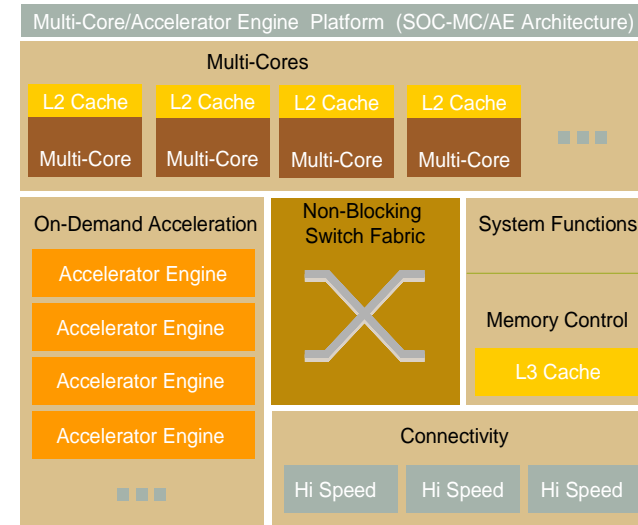 Multi-Core/Accelerator Engine Platform (SOC-MC/AE Architecture)
Multi-Cores
L2 Cache L2 Cache L2 Cache L2 Cache
Multi-Core Multi-Core Multi-Core Multi-Core
On-Demand Acceleration
Accelerator Engine
Accelerator Engine
Accelerator Engine
Accelerator Engine
Non-Blocking
Switch Fabric
System Functions
Memory Control
L3 Cache
Connectivity
Hi Speed Hi Speed Hi Speed